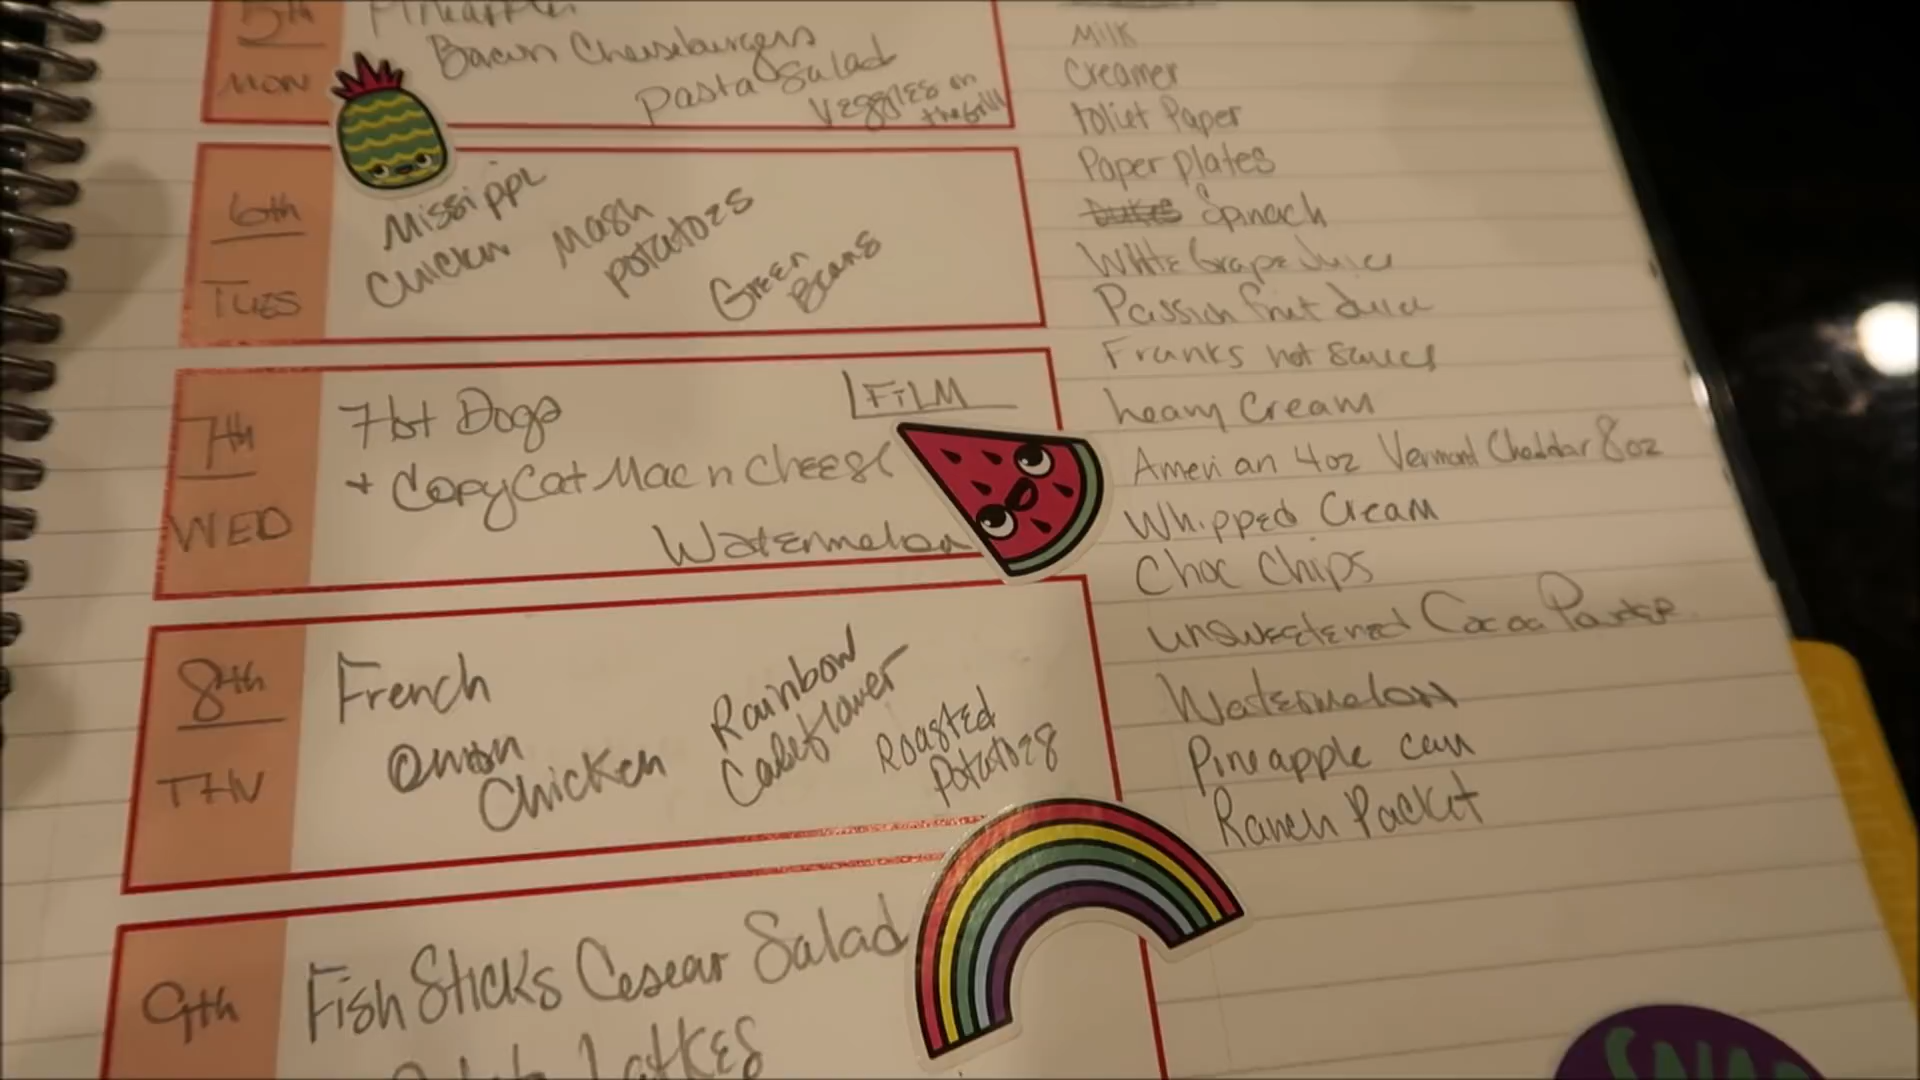 5th
MON
Pineapple
Bacon Cheeseburgers
Pasta Salad
Veggies on
the Grill
6th
TUES
Missippi
Chicken
Mash
Potatoes
Green
Beans
7th
WED
Hot Dogs
FiLM
+ CopyCat Mac n Cheese
Watermelon
8th
THU
French
Onion
Chicken
Rainbow
Roasted
Potatoes
9th
Fish Sticks Cesear Salad
Latkes
Milk
Creamer
toliet Paper
Paper plates
Spinach
White Grape Juice
Passion fruit Juice
Franks hot sauce
heavy Cream
Ameri an 4oz Vermont Cheddar 8oz
Whipped Cream
Choc Chips
unsweetened Cocoa
Watermelon
Pineapple can
Ranch Packet